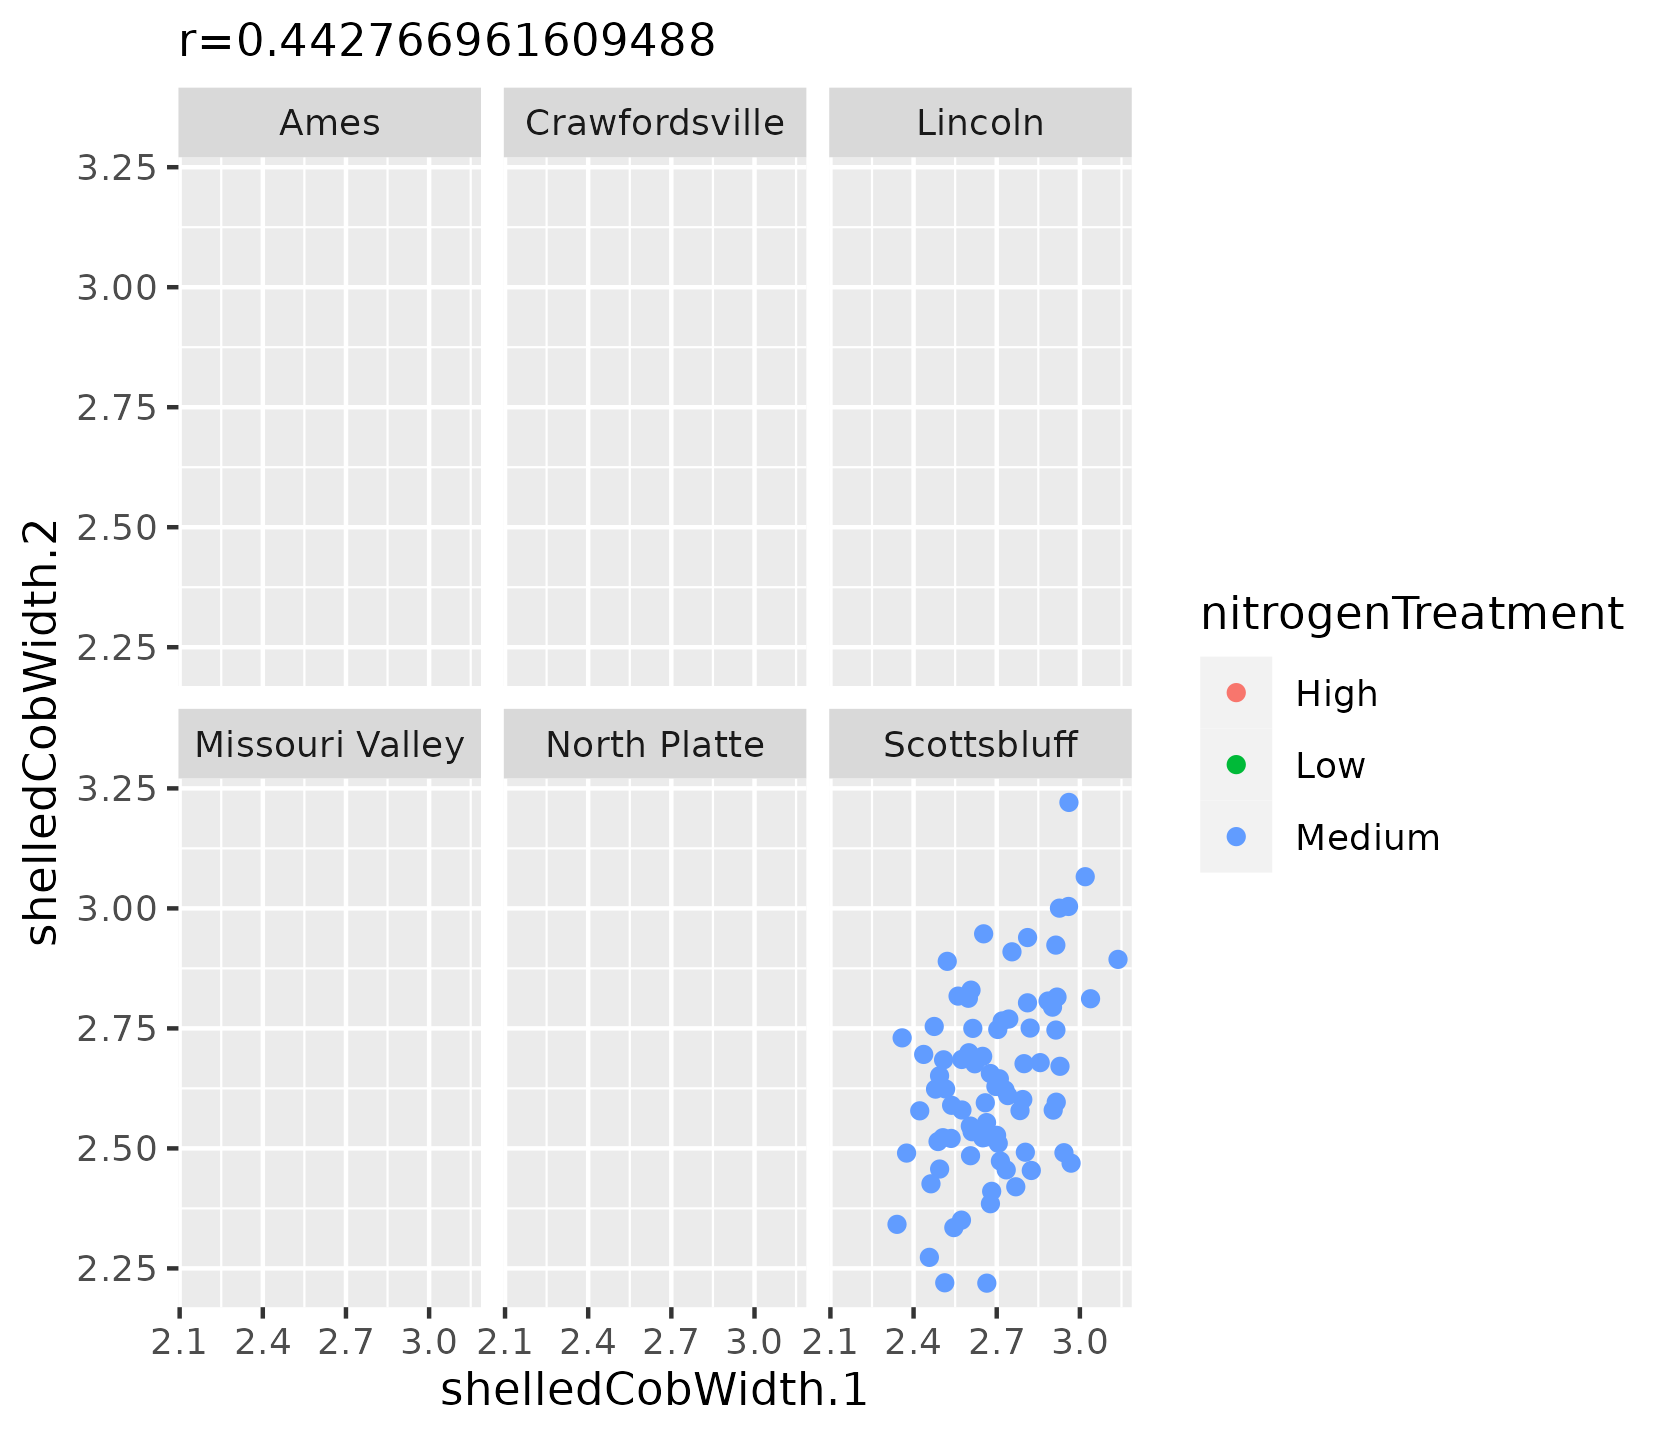 r=0.442766961609488
Ames Crawfordsville Lincoln
3.25
3.00
2.75
2.50
2.25
Missouri Valley North Platte Scottsbluff
3.25
3.00
2.75
2.50
2.25
2.1 2.4 2.7 3.0 2.1 2.4 2.7 3.0 2.1 2.4 2.7 3.0
shelledCobWidth.1
shelledCobWidth.2
nitrogenTreatment
High
Low
Medium